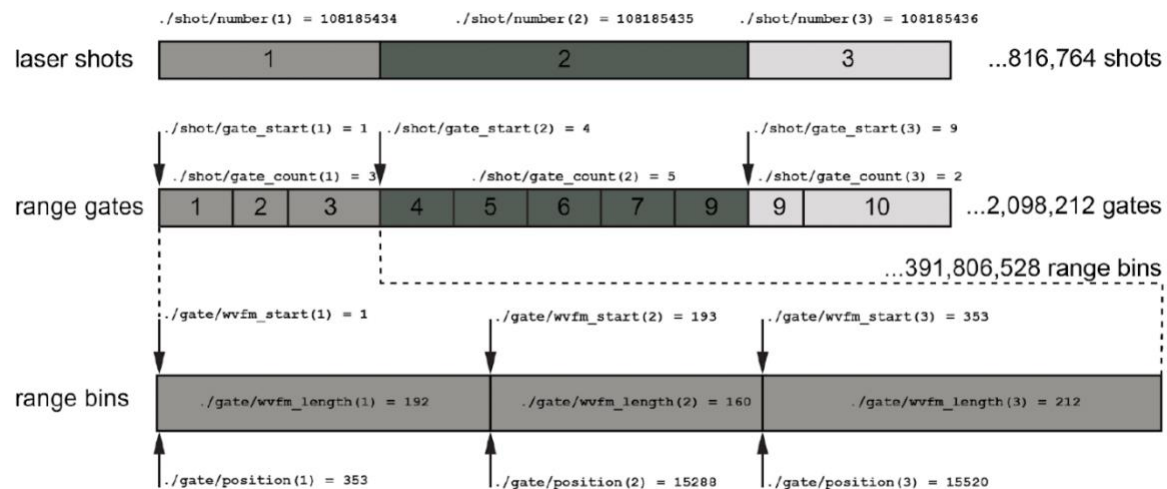 ./shot/number(1) = 108185434 ./shot/number(2) = 108185435 ./shot/number(3) = 108185436
laser shots 1 2 3 ...816,764 shots
./shot/gate_start(1) = 1 ./shot/gate_start(2) = 4 ./shot/gate_start(3) = 9
./shot/gate_count(1) = 3 ./shot/gate_count(2) = 5 ./shot/gate_count(3) = 2
range gates 1 2 3 4 5 6 7 9 9 10 ...2,098,212 gates
...391,806,528 range bins
./gate/wvfm_start(1) = 1 ./gate/wvfm_start(2) = 193 ./gate/wvfm_start(3) = 353
range bins ./gate/wvfm_length(1) = 192 ./gate/wvfm_length(2) = 160 ./gate/wvfm_length(3) = 212
./gate/position(1) = 353 ./gate/position(2) = 15288 ./gate/position(3) = 15520